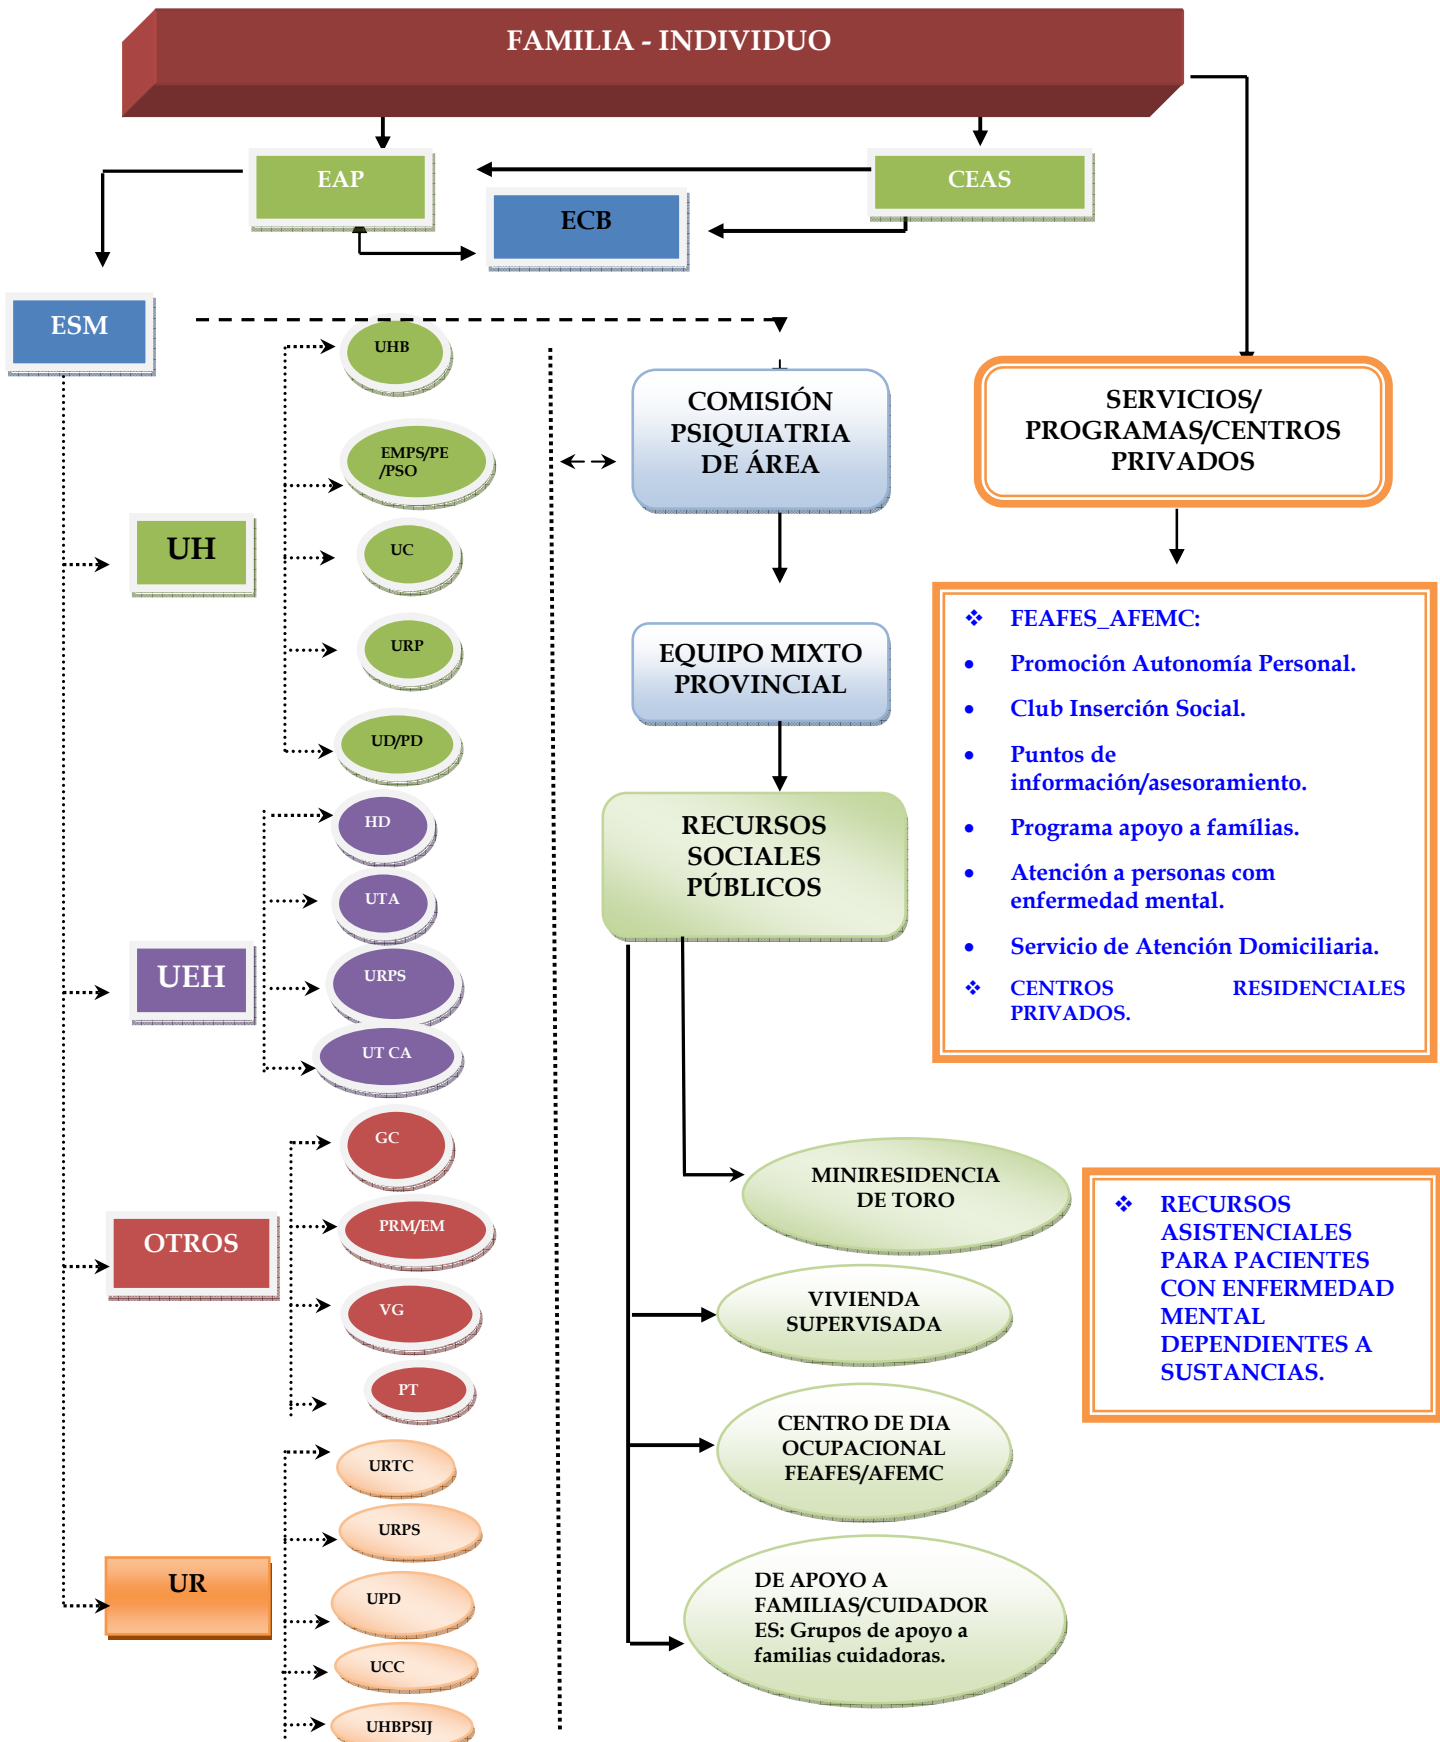 FAMILIA - INDIVIDUO
EAP
CEAS
ECB
ESM
UHB
EMPS/PE
/PSO
UH
UC
URP
UD/PD
HD
UTA
UEH
URPS
UT CA
GC
OTROS
PRM/EM
VG
PT
URTC
URPS
UR
UPD
UCC
UHBPSIJ
COMISIÓN
PSIQUIATRIA
DE ÁREA
EQUIPO MIXTO
PROVINCIAL
RECURSOS
SOCIALES
PÚBLICOS
MINIRESIDENCIA
DE TORO
VIVIENDA
SUPERVISADA
CENTRO DE DIA
OCUPACIONAL
FEAFES/AFEMC
DE APOYO A
FAMILIAS/CUIDADOR
ES: Grupos de apoyo a
familias cuidadoras.
SERVICIOS/
PROGRAMAS/CENTROS
PRIVADOS
❖ FEAFES_AFEMC:
• Promoción Autonomía Personal.
• Club Inserción Social.
• Puntos de
información/asesoramiento.
• Programa apoyo a famílias.
• Atención a personas com
enfermedad mental.
• Servicio de Atención Domiciliaria.
❖ CENTROS RESIDENCIALES
PRIVADOS.
❖ RECURSOS
ASISTENCIALES
PARA PACIENTES
CON ENFERMEDAD
MENTAL
DEPENDIENTES A
SUSTANCIAS.